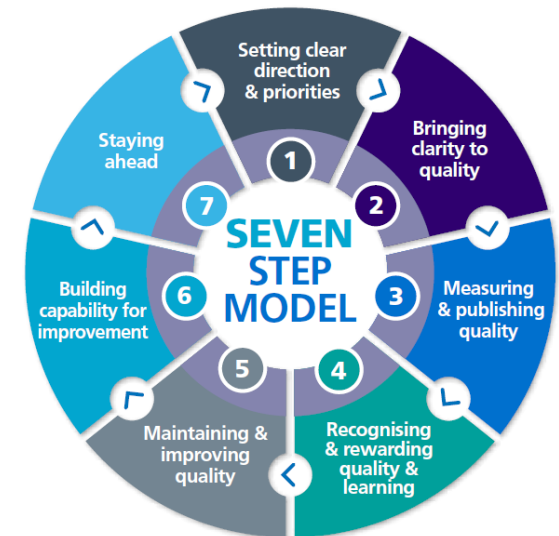 Setting clear
direction
& priorities
1
Bringing
clarity to
quality
2
Measuring
& publishing
quality
3
Recognising
& rewarding
quality &
learning
4
Maintaining &
improving
quality
5
Building
capability for
improvement
6
Staying
ahead
7
SEVEN
STEP
MODEL